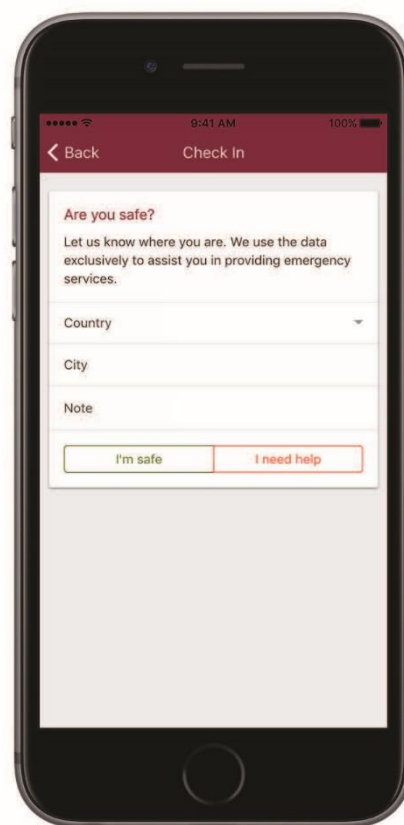 9:41 AM 100%
Back Check In
Are you safe?
Let us know where you are. We use the data
exclusively to assist you in providing emergency
services.
Country
City
Note
I'm safe I need help